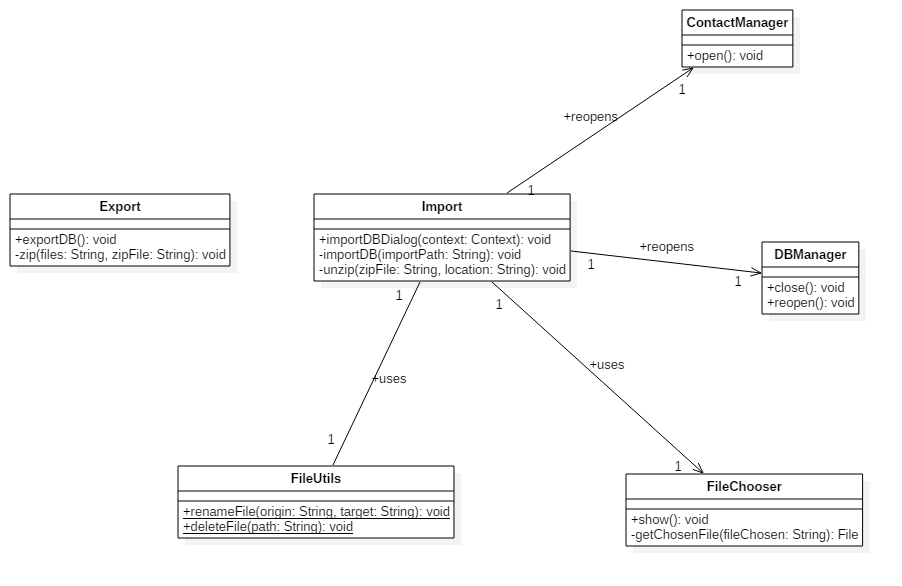 ContactManager
+open(): void
1
+reopens
1
Export
+exportDB(): void
-zip(files: String, zipFile: String): void
Import
+importDBDialog(context: Context): void
-importDB(importPath: String): void
-unzip(zipFile: String, location: String): void
+reopens
1
1
DBManager
+close(): void
+reopen(): void
1
1
+uses
+uses
1
1
FileUtils
+renameFile(origin: String, target: String): void
+deleteFile(path: String): void
FileChooser
+show(): void
-getChosenFile(fileChosen: String): File